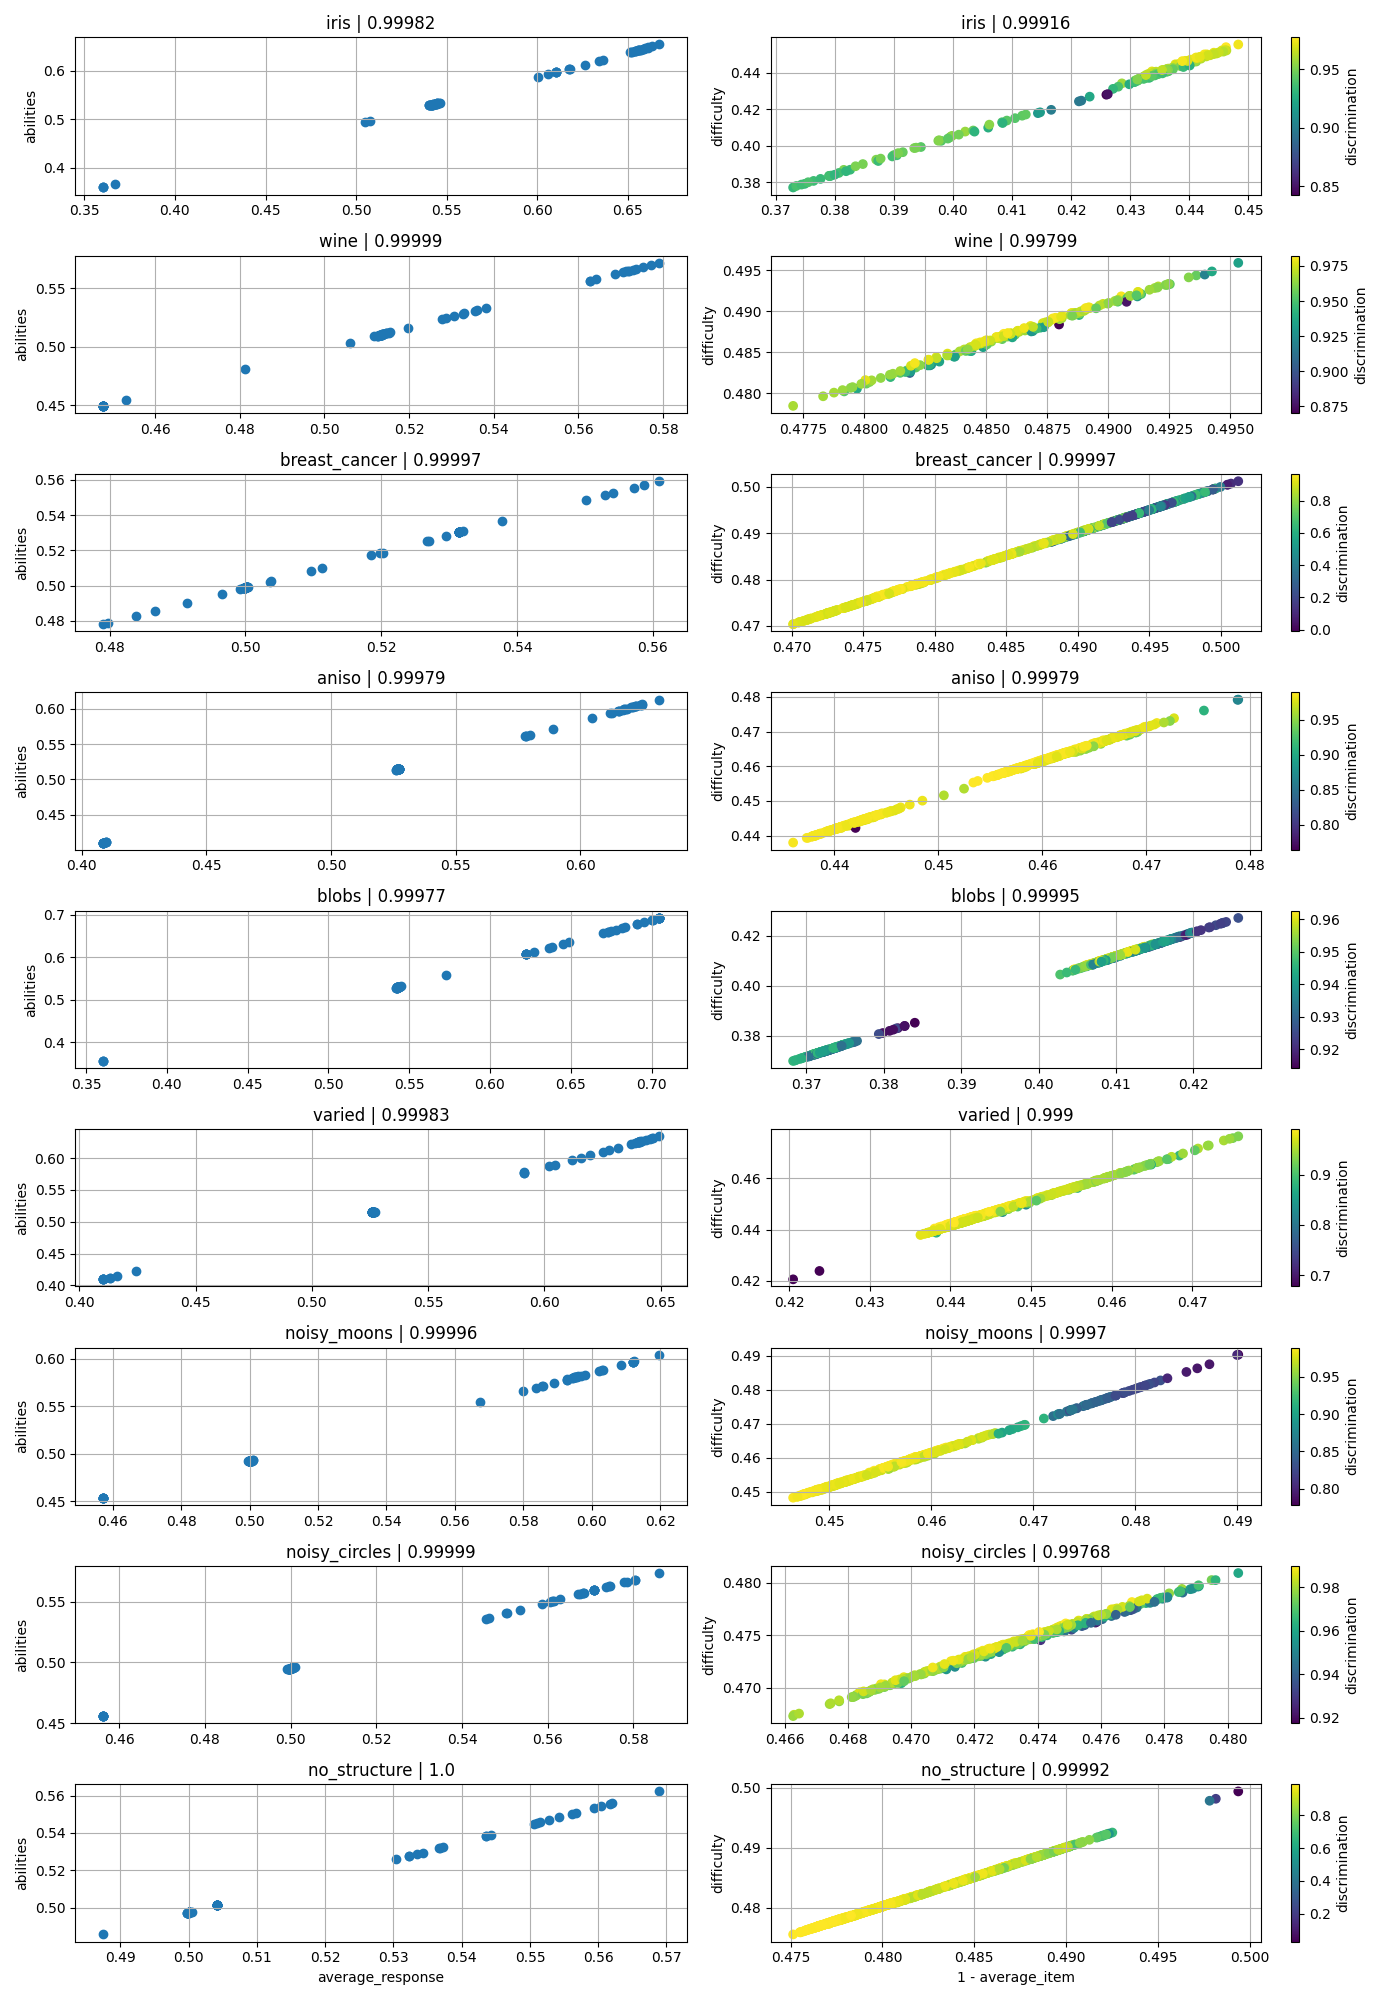 iris | 0.99982
iris | 0.99916
abilities
0.6
0.5
0.4
0.35 0.40 0.45 0.50 0.55 0.60 0.65
difficulty
0.44
0.42
0.40
0.38
0.37 0.38 0.39 0.40 0.41 0.42 0.43 0.44 0.45
0.95
0.90
0.85
discrimination
wine | 0.99999
wine | 0.99799
abilities
0.55
0.50
0.45
0.46 0.48 0.50 0.52 0.54 0.56 0.58
difficulty
0.495
0.490
0.485
0.480
0.4775 0.4800 0.4825 0.4850 0.4875 0.4900 0.4925 0.4950
0.975
0.950
0.925
0.900
0.875
discrimination
breast_cancer | 0.99997
breast_cancer | 0.99997
abilities
0.56
0.54
0.52
0.50
0.48
0.48 0.50 0.52 0.54 0.56
difficulty
0.50
0.49
0.48
0.47
0.470 0.475 0.480 0.485 0.490 0.495 0.500
0.8
0.6
0.4
0.2
0.0
discrimination
aniso | 0.99979
aniso | 0.99979
abilities
0.60
0.55
0.50
0.45
0.40 0.45 0.50 0.55 0.60
difficulty
0.48
0.47
0.46
0.45
0.44
0.44 0.45 0.46 0.47 0.48
0.95
0.90
0.85
0.80
discrimination
blobs | 0.99977
blobs | 0.99995
abilities
0.7
0.6
0.5
0.4
0.35 0.40 0.45 0.50 0.55 0.60 0.65 0.70
difficulty
0.42
0.40
0.38
0.37 0.38 0.39 0.40 0.41 0.42
0.96
0.95
0.94
0.93
0.92
discrimination
varied | 0.99983
varied | 0.999
abilities
0.60
0.55
0.50
0.45
0.40
0.40 0.45 0.50 0.55 0.60 0.65
difficulty
0.46
0.44
0.42
0.42 0.43 0.44 0.45 0.46 0.47
0.9
0.8
0.7
discrimination
noisy_moons | 0.99996
noisy_moons | 0.9997
abilities
0.60
0.55
0.50
0.45
0.46 0.48 0.50 0.52 0.54 0.56 0.58 0.60 0.62
difficulty
0.49
0.48
0.47
0.46
0.45
0.45 0.46 0.47 0.48 0.49
0.95
0.90
0.85
0.80
discrimination
noisy_circles | 0.99999
noisy_circles | 0.99768
abilities
0.55
0.50
0.45
0.46 0.48 0.50 0.52 0.54 0.56 0.58
difficulty
0.480
0.475
0.470
0.466 0.468 0.470 0.472 0.474 0.476 0.478 0.480
0.98
0.96
0.94
0.92
discrimination
no_structure | 1.0
no_structure | 0.99992
abilities
0.56
0.54
0.52
0.50
0.49 0.50 0.51 0.52 0.53 0.54 0.55 0.56 0.57
average_response
difficulty
0.50
0.49
0.48
0.475 0.480 0.485 0.490 0.495 0.500
1 - average_item
0.8
0.6
0.4
0.2
discrimination